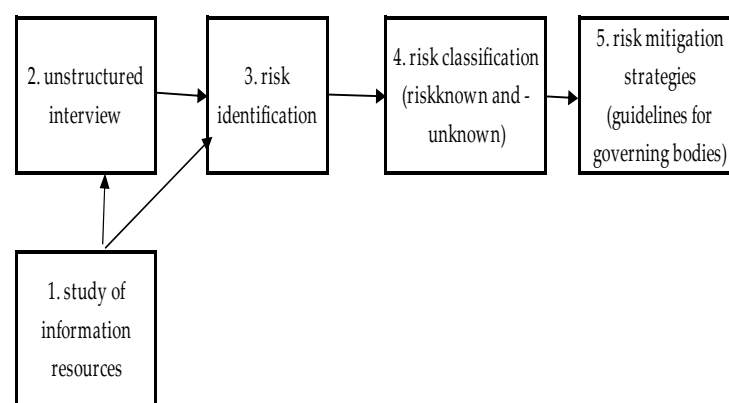 2. unstructured
interview
3. risk
identification
4. risk classification
(riskknown and -
unknown)
5. risk mitigation
strategies
(guidelines for
governing bodies)
1. study of
information
resources